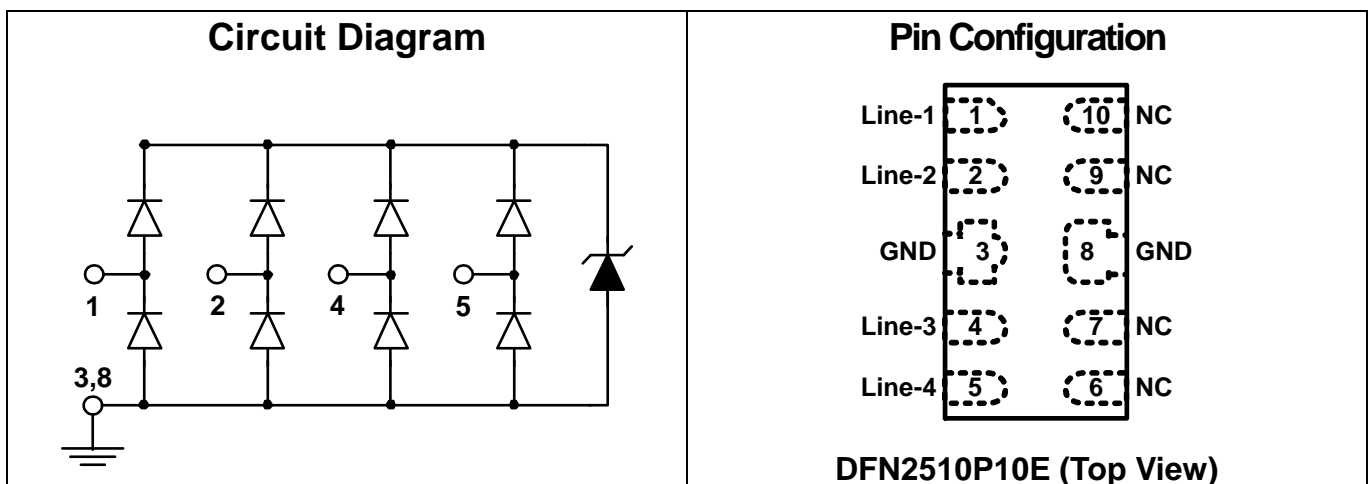 Circuit Diagram
1
2
4
5
3,8
Pin Configuration
Line-1 1 10 NC
Line-2 2 9 NC
GND 3 8 GND
Line-3 4 7 NC
Line-4 5 6 NC
DFN2510P10E (Top View)